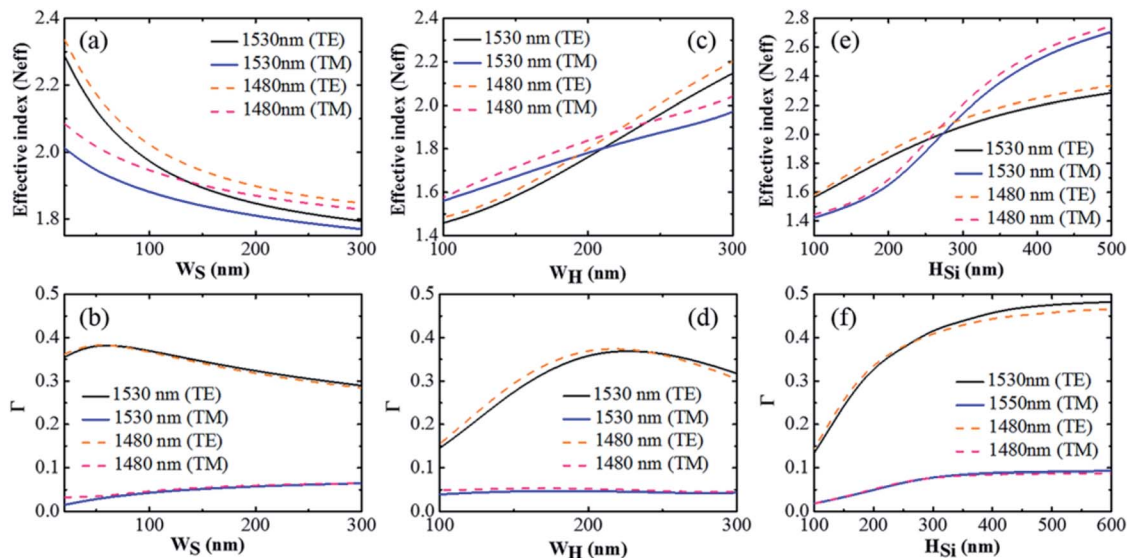 (a)
1530nm (TE)
1530nm (TM)
1480nm (TE)
1480nm (TM)
Effective index (Neff)
2.4
2.2
2.0
1.8
100
200
300
W_S (nm)
(c)
1530 nm (TE)
1530 nm (TM)
1480 nm (TE)
1480 nm (TM)
Effective index (Neff)
2.4
2.2
2.0
1.8
1.6
1.4
100
200
300
W_H (nm)
(e)
1530 nm (TE)
1530 nm (TM)
1480 nm (TE)
1480 nm (TM)
Effective index (Neff)
2.8
2.6
2.4
2.2
2.0
1.8
1.6
1.4
100
200
300
400
500
H_Si (nm)
(b)
1530 nm (TE)
1530 nm (TM)
1480 nm (TE)
1480 nm (TM)
Γ
0.5
0.4
0.3
0.2
0.1
0.0
100
200
300
W_S (nm)
(d)
1530 nm (TE)
1530 nm (TM)
1480 nm (TE)
1480 nm (TM)
Γ
0.5
0.4
0.3
0.2
0.1
0.0
100
200
300
W_H (nm)
(f)
1530nm (TE)
1550nm (TM)
1480nm (TE)
1480nm (TM)
Γ
0.5
0.4
0.3
0.2
0.1
0.0
100
200
300
400
500
600
H_Si (nm)